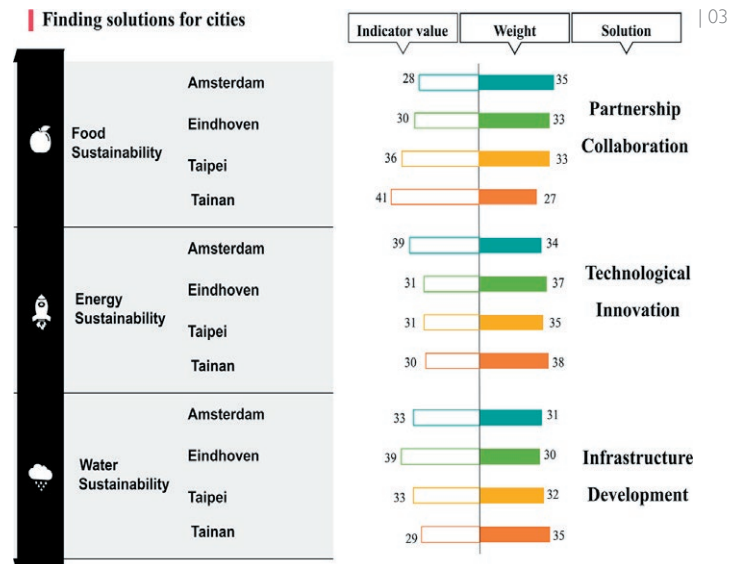 Finding solutions for cities
| 03
Indicator value
Weight
Solution
Food
Sustainability
Amsterdam
28
35
Eindhoven
30
33
Taipei
36
33
Tainan
41
27
Partnership
Collaboration
Energy
Sustainability
Amsterdam
39
34
Eindhoven
31
37
Taipei
31
35
Tainan
30
38
Technological
Innovation
Water
Sustainability
Amsterdam
33
31
Eindhoven
39
30
Taipei
33
32
Tainan
29
35
Infrastructure
Development